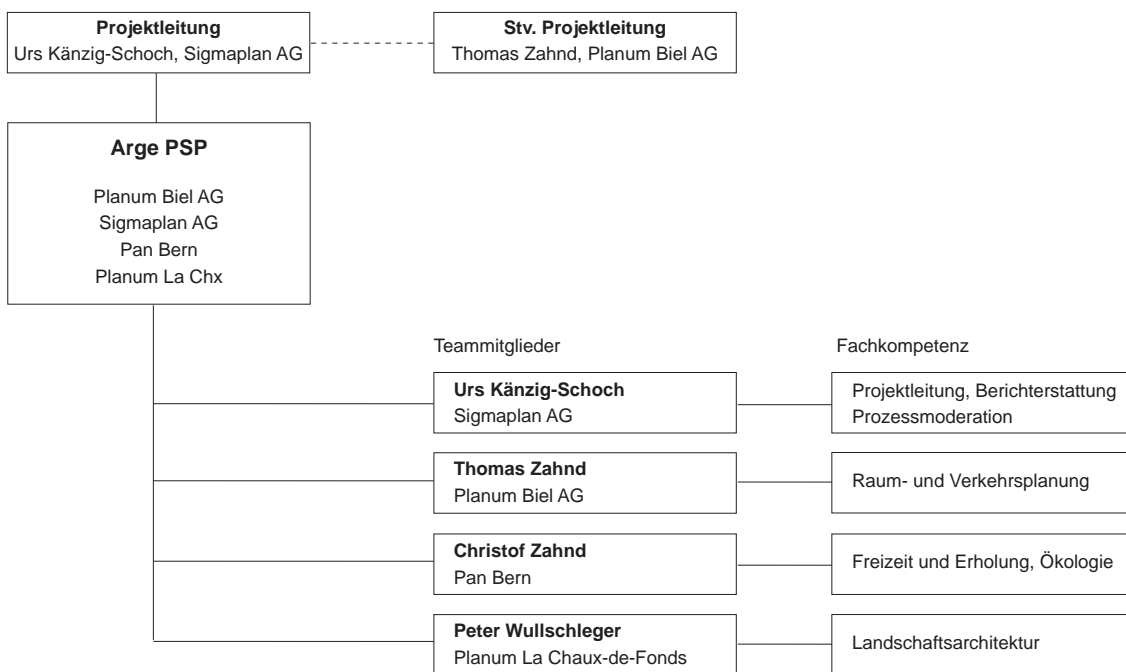 Projektleitung
Urs Känzig-Schoch, Sigmaplan AG
Stv. Projektleitung
Thomas Zahnd, Planum Biel AG
Arge PSP
Planum Biel AG
Sigmaplan AG
Pan Bern
Planum La Chx
Teammitglieder
Fachkompetenz
Urs Känzig-Schoch
Sigmaplan AG
Projektleitung, Berichterstattung
Prozessmoderation
Thomas Zahnd
Planum Biel AG
Raum- und Verkehrsplanung
Christof Zahnd
Pan Bern
Freizeit und Erholung, Ökologie
Peter Wullschleger
Planum La Chaux-de-Fonds
Landschaftsarchitektur